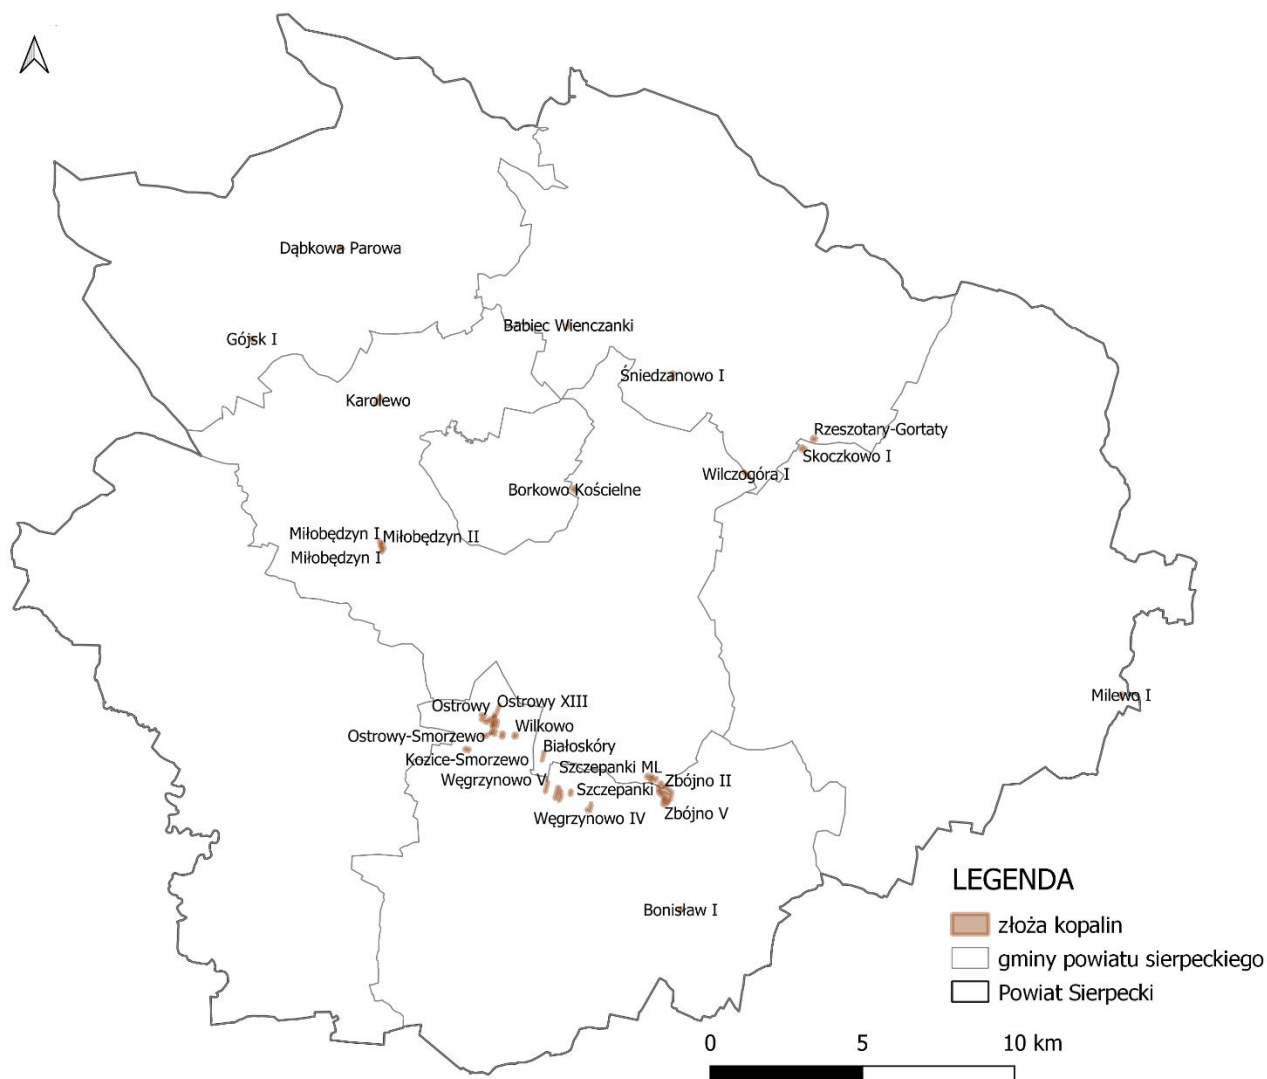 Dąbkowa Parowa
Babiec Wienczanki
Gójsk I
Śniedzanowo I
Karolewo
Rzeszotary-Gortaty
Skoczkowo I
Wilczogóra I
Borkowo Kościelne
Miłobędzyn I
Miłobędzyn II
Miłobędzyn I
Milewo I
Ostrowy
Ostrowy XIII
Wilkowo
Ostrowy-Smorzewo
Białoskóry
Kozice-Smorzewo
Szczepanki ML
Węgrzynowo V
Zbójno II
Szczepanki
Węgrzynowo IV
Zbójno V
Bonisław I
LEGENDA
złoża kopalin
gminy powiatu sierpeckiego
Powiat Sierpecki
0 5 10 km